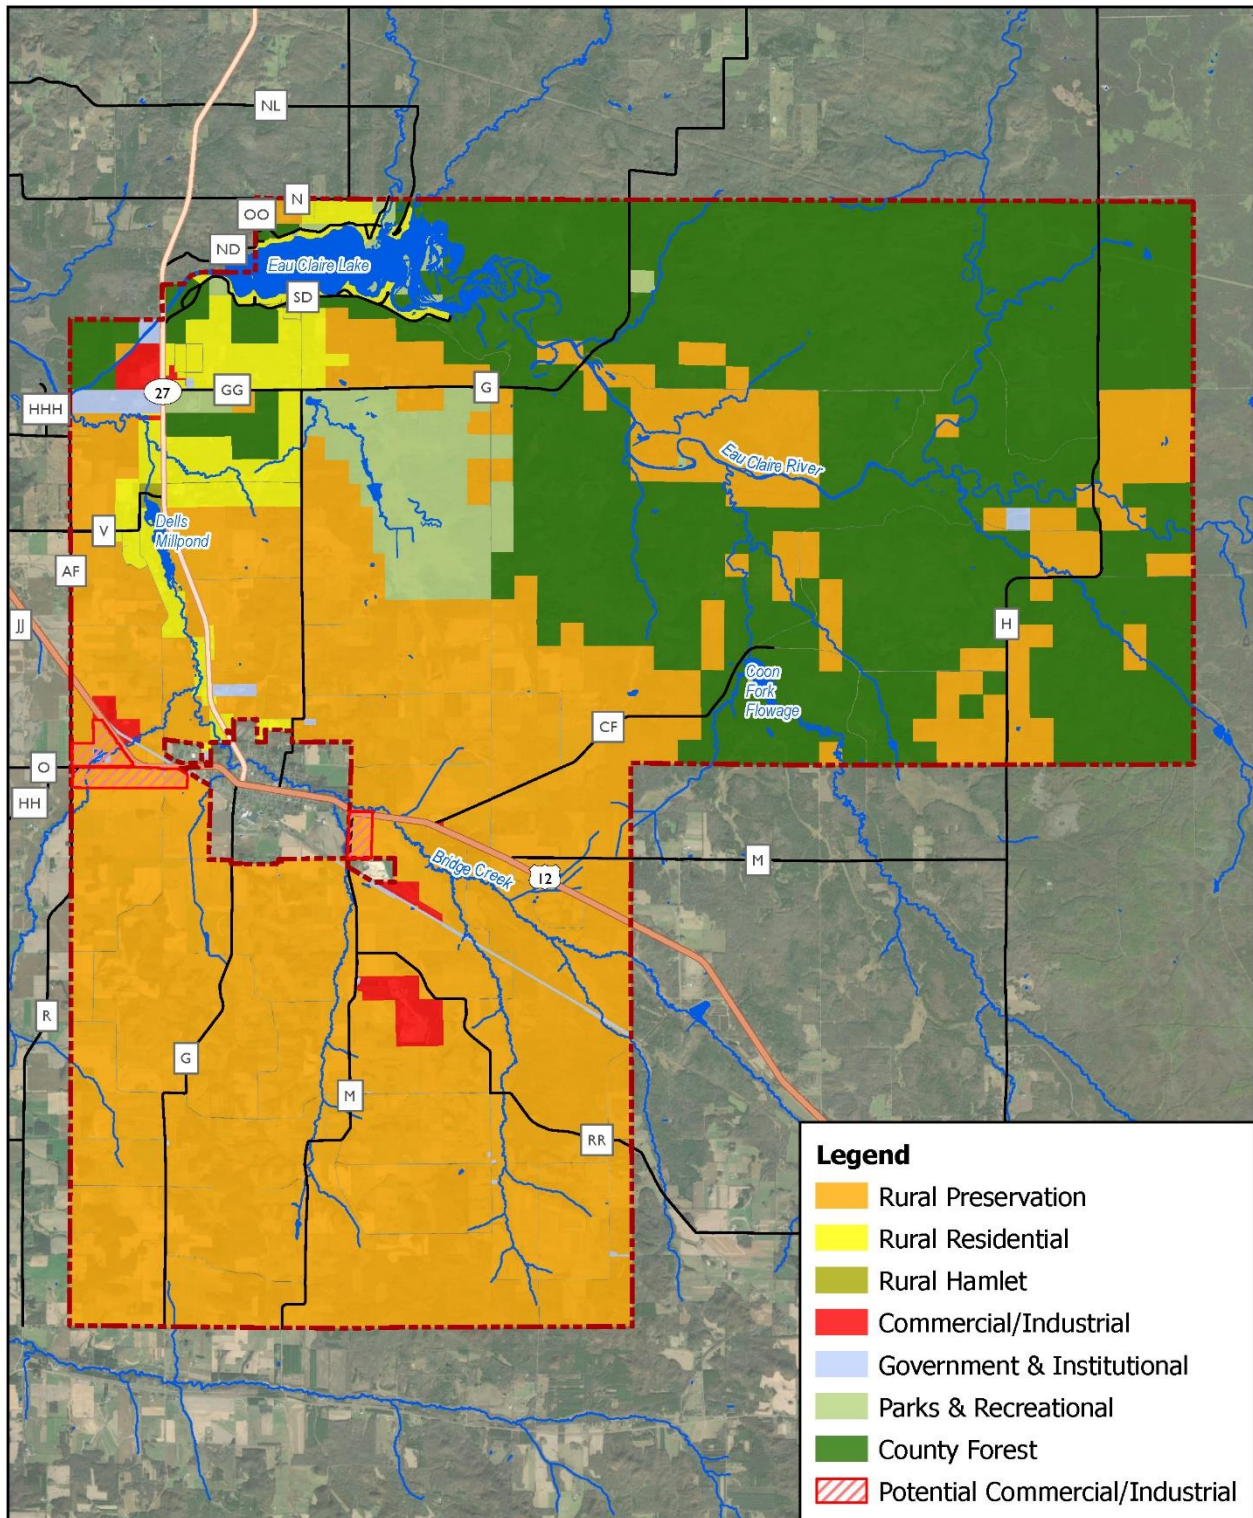 NL
N
OO
ND
Eau Claire Lake
SD
27
GG
G
HHH
Eau Claire River
V
Dells
Millpond
AF
JJ
H
Coon
Fork
Flowage
CF
O
HH
Bridge Creek
12
M
R
G
M
RR
Legend
Rural Preservation
Rural Residential
Rural Hamlet
Commercial/Industrial
Government & Institutional
Parks & Recreational
County Forest
Potential Commercial/Industrial